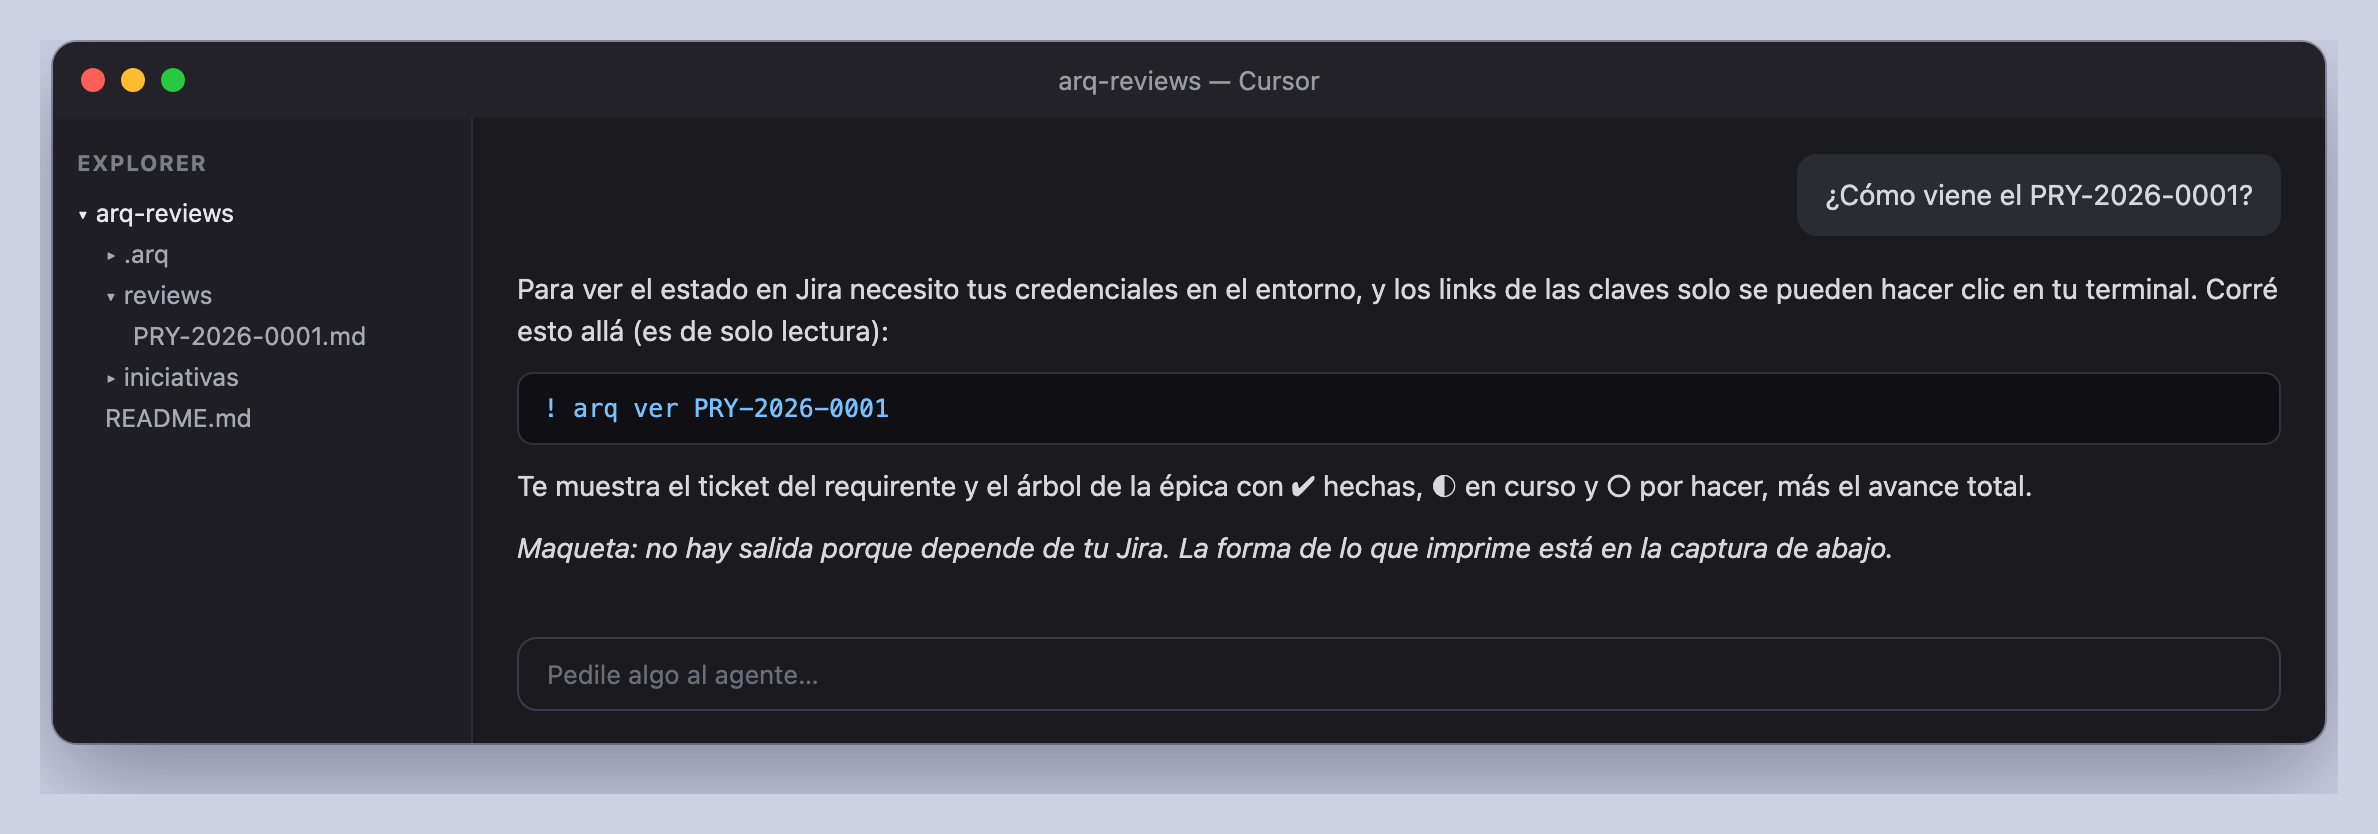 arq-reviews — Cursor
EXPLORER
▾ arq-reviews
▸ .arq
▾ reviews
PRY-2026-0001.md
▸ iniciativas
README.md
¿Cómo viene el PRY-2026-0001?
Para ver el estado en Jira necesito tus credenciales en el entorno, y los links de las claves solo se pueden hacer clic en tu terminal. Corré
esto allá (es de solo lectura):
! arq ver PRY-2026-0001
Te muestra el ticket del requirente y el árbol de la épica con ✔ hechas, ◐ en curso y ○ por hacer, más el avance total.
Maqueta: no hay salida porque depende de tu Jira. La forma de lo que imprime está en la captura de abajo.
Pedile algo al agente...